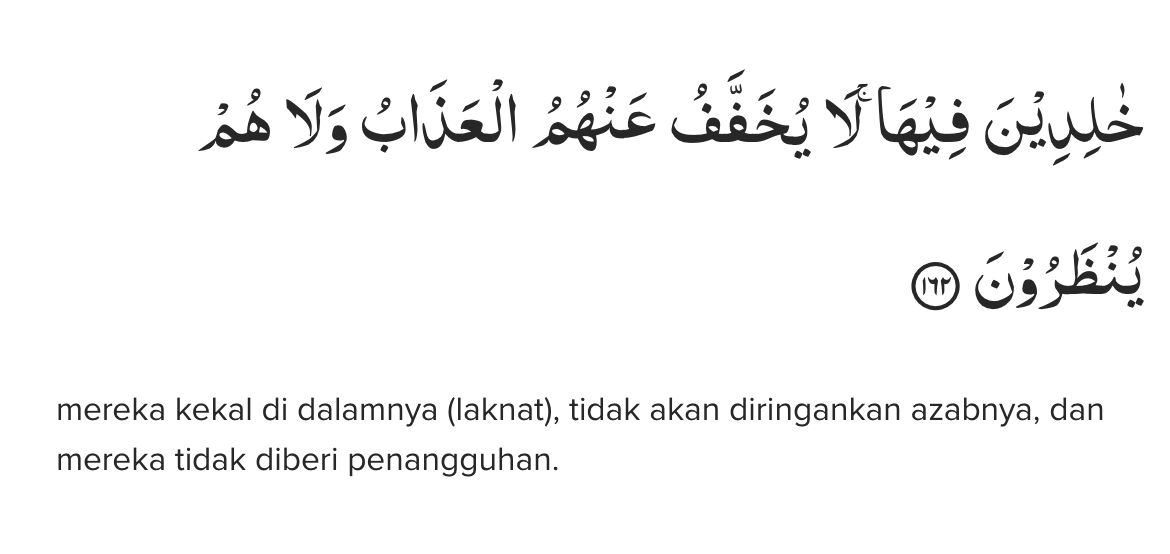 خٰلِدِيْنَ فِيْهَاۚ لَا يُخَفَّفُ عَنْهُمُ الْعَذَابُ وَلَا هُمْ
يُنْظَرُوْنَ ١٦٢
mereka kekal di dalamnya (laknat), tidak akan diringankan azabnya, dan
mereka tidak diberi penangguhan.